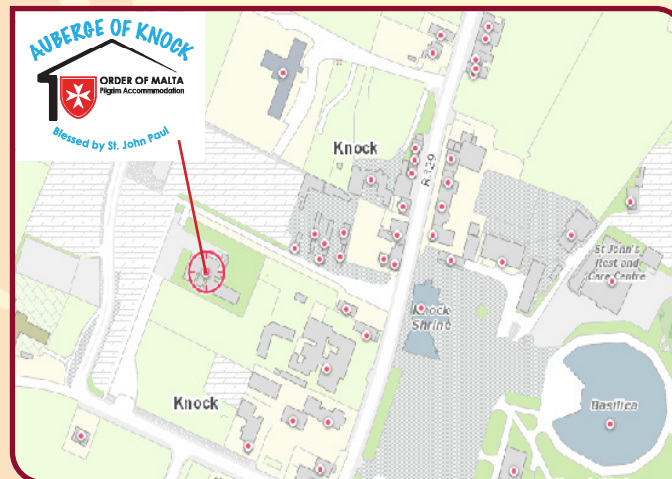 AUBERGE OF KNOCK
ORDER OF MALTA
Pilgrim Accommmodation
Blessed by St. John Paul
Knock
R329
St John's
Rest and
Care Centre
Knock
Shrine
Basilica
Knock